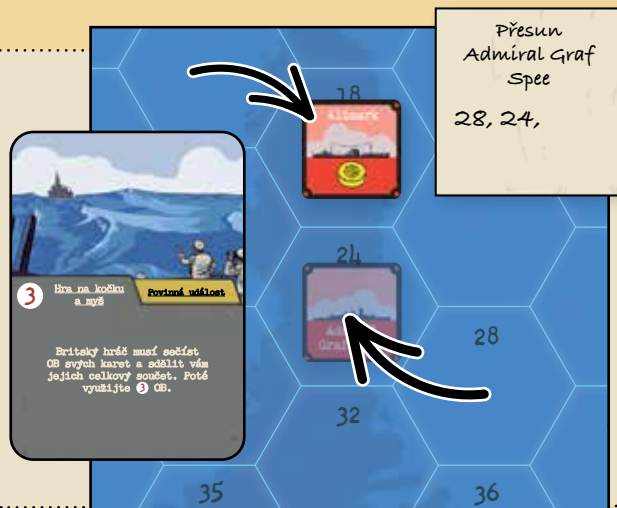 Přesun
Admiral Graf
Spee
28, 24,
18
Altmark
24
28
32
35
36
3 Hra na kočku
a myš
Povinná událost
Britský hráč musí sečíst
OB svých karet a sdělit vám
jejich celkový součet. Poté
využijte 3 OB.